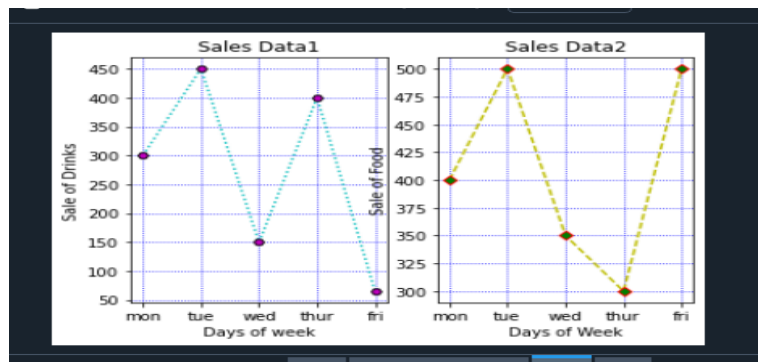 Sales Data1
Sale of Drinks
450
400
350
300
250
200
150
100
50
mon tue wed thur fri
Days of week
Sales Data2
Sale of Food
500
475
450
425
400
375
350
325
300
mon tue wed thur fri
Days of Week